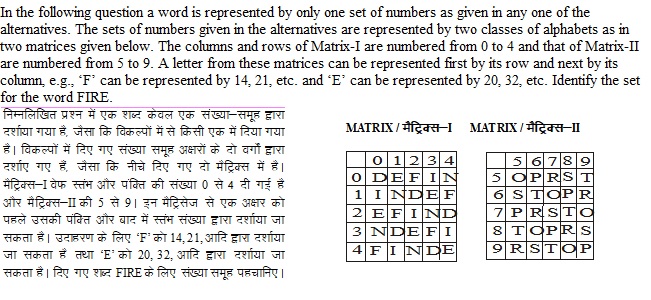 In the following question a word is represented by only one set of numbers as given in any one of the
alternatives. The sets of numbers given in the alternatives are represented by two classes of alphabets as in
two matrices given below. The columns and rows of Matrix-I are numbered from 0 to 4 and that of Matrix-II
are numbered from 5 to 9. A letter from these matrices can be represented first by its row and next by its
column, e.g., ‘F’ can be represented by 14, 21, etc. and ‘E’ can be represented by 20, 32, etc. Identify the set
for the word FIRE.
निम्नलिखित प्रश्न में एक शब्द केवल एक संख्या-समूह द्वारा
दर्शाया गया है, जैसा कि विकल्पों में से किसी एक में दिया गया
है। विकल्पों में दिए गए संख्या समूह अक्षरों के दो वर्गों द्वारा
दर्शाए गए हैं, जैसा कि नीचे दिए गए दो मैट्रिक्स में है।
मैट्रिक्स–I वेफ स्तंभ और पंक्ति की संख्या 0 से 4 दी गई है
और मैट्रिक्स–II की 5 से 9। इन मैट्रिसेज से एक अक्षर को
पहले उसकी पंक्ति और बाद में स्तंभ संख्या द्वारा दर्शाया जा
सकता है। उदाहरण के लिए ‘F’ को 14,21,आदि द्वारा दर्शाया
जा सकता है तथा ‘E’ को 20, 32, आदि द्वारा दर्शाया जा
सकता है। दिए गए शब्द FIRE के लिए संख्या समूह पहचानिए।
MATRIX / मैट्रिक्स–I MATRIX / मैट्रिक्स–II
0 1 2 3 4
0 D E F I N
1 I N D E F
2 E F I N D
3 N D E F I
4 F I N D E
5 6 7 8 9
5 O P R S T
6 S T O P R
7 P R S T O
8 T O P R S
9 R S T O P